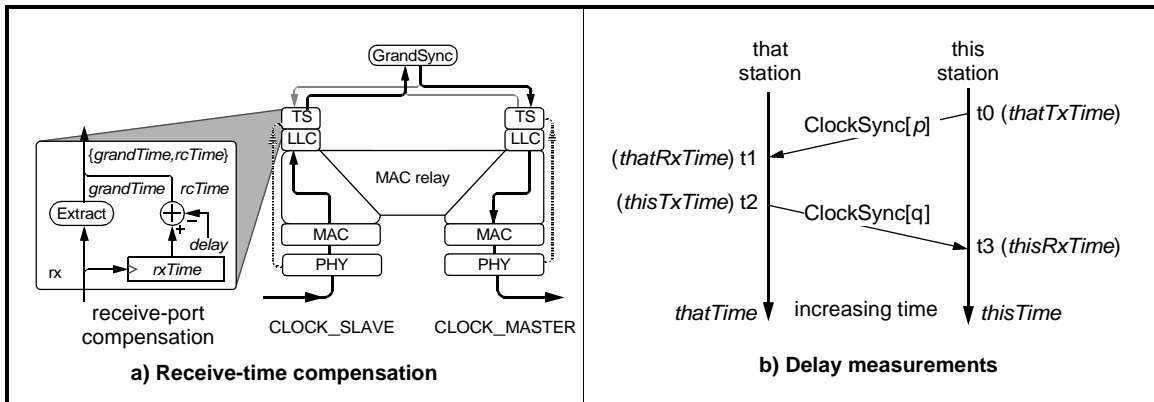 GrandSync
TS
TS
LLC
LLC
{grandTime,rcTime}
grandTime
rcTime
MAC relay
Extract
+
−
delay
MAC
MAC
rx
rxTime
PHY
PHY
receive-port
compensation
CLOCK_SLAVE
CLOCK_MASTER
a) Receive-time compensation
that
station
this
station
ClockSync[p]
t0 (thatTxTime)
(thatRxTime) t1
(thisTxTime) t2
ClockSync[q]
t3 (thisRxTime)
thatTime
increasing time
thisTime
b) Delay measurements